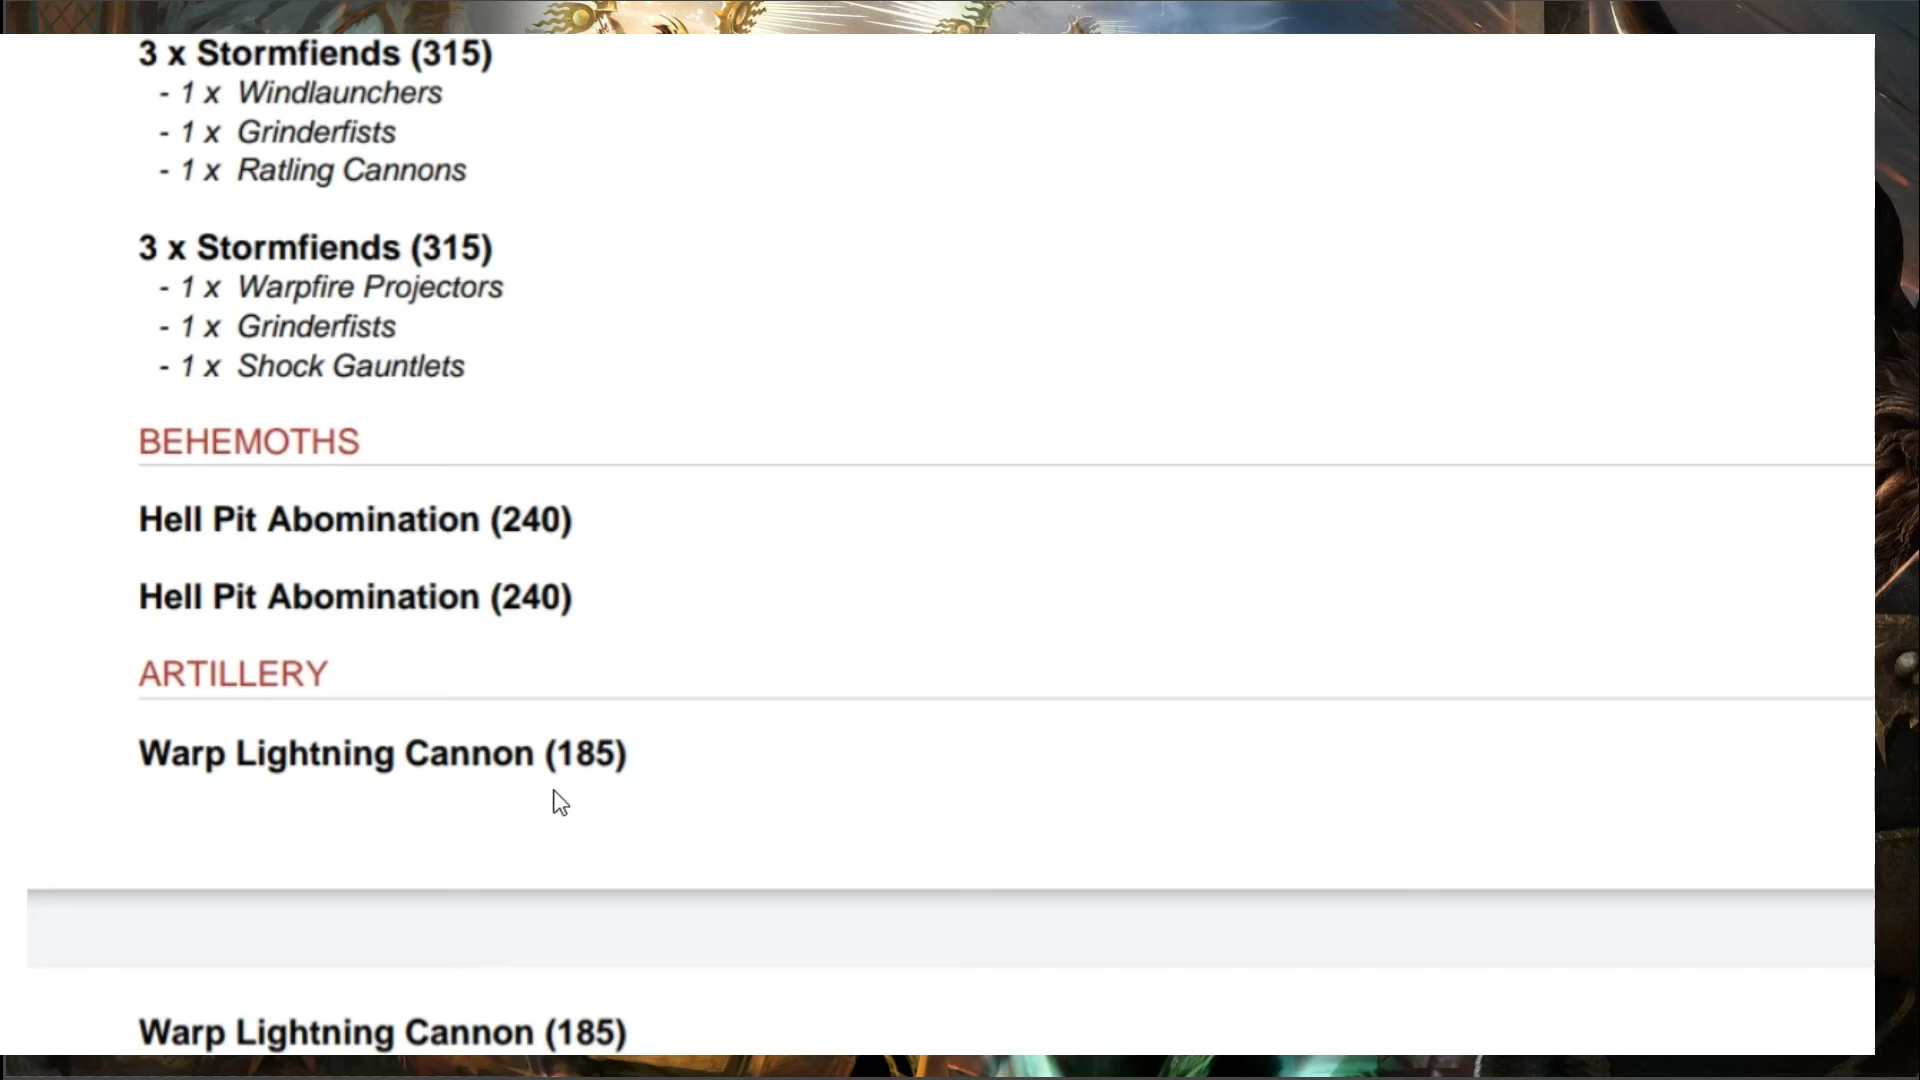 3 x Stormfiends (315)
- 1 x Windlaunchers
- 1 x Grinderfists
- 1 x Ratling Cannons
3 x Stormfiends (315)
- 1 x Warpfire Projectors
- 1 x Grinderfists
- 1 x Shock Gauntlets
BEHEMOTHS
Hell Pit Abomination (240)
Hell Pit Abomination (240)
ARTILLERY
Warp Lightning Cannon (185)
Warp Lightning Cannon (185)